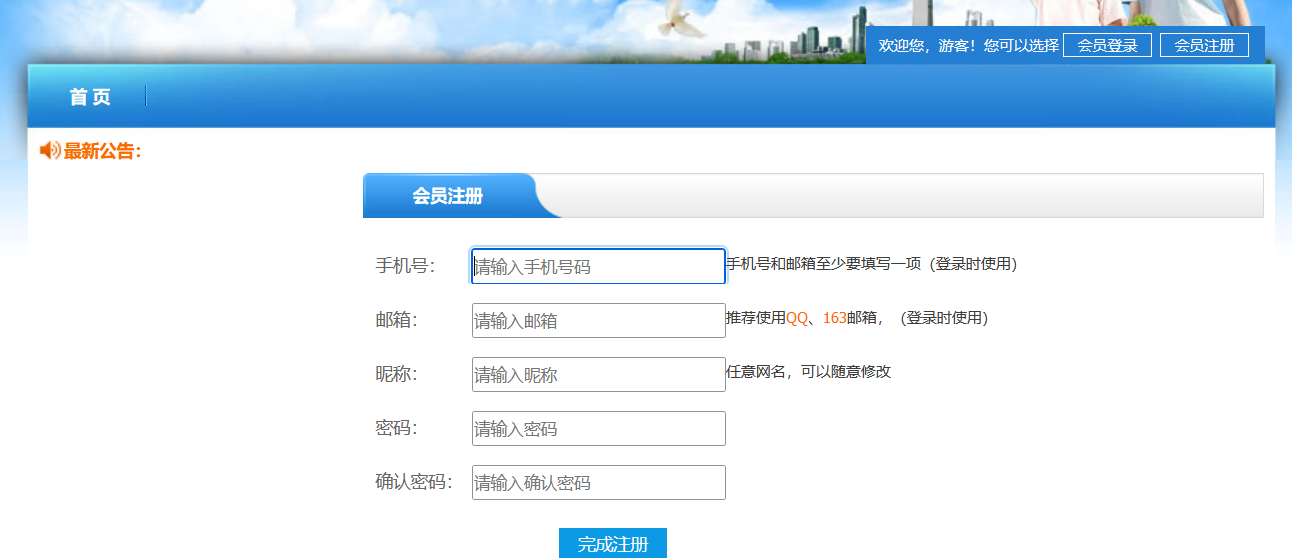 欢迎您，游客！您可以选择 会员登录 会员注册
首 页
最新公告：
会员注册
手机号： 请输入手机号码 手机号和邮箱至少要填写一项（登录时使用）
邮箱： 请输入邮箱 推荐使用QQ、163邮箱，（登录时使用）
昵称： 请输入昵称 任意网名，可以随意修改
密码： 请输入密码
确认密码： 请输入确认密码
完成注册